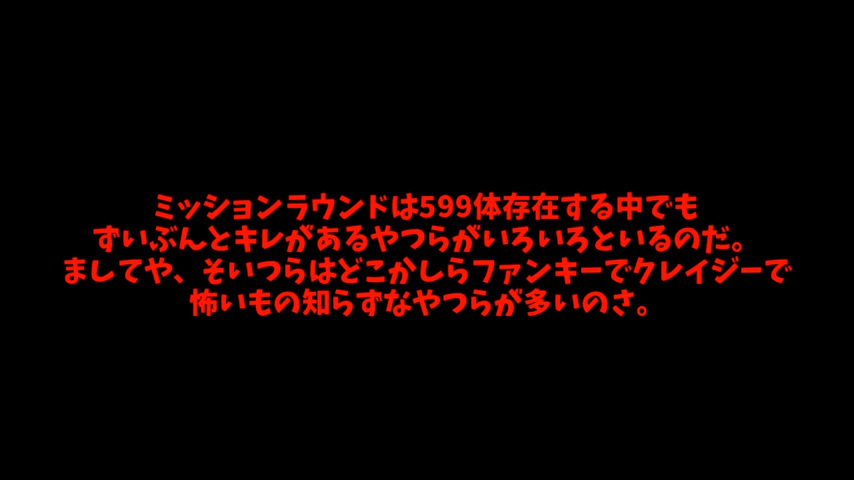 ミッションラウンドは599体存在する中でも
ずいぶんとキレがあるやつらがいろいろといるのだ。
ましてや、そいつらはどこかしらファンキーでクレイジーで
怖いもの知らずなやつらが多いのさ。